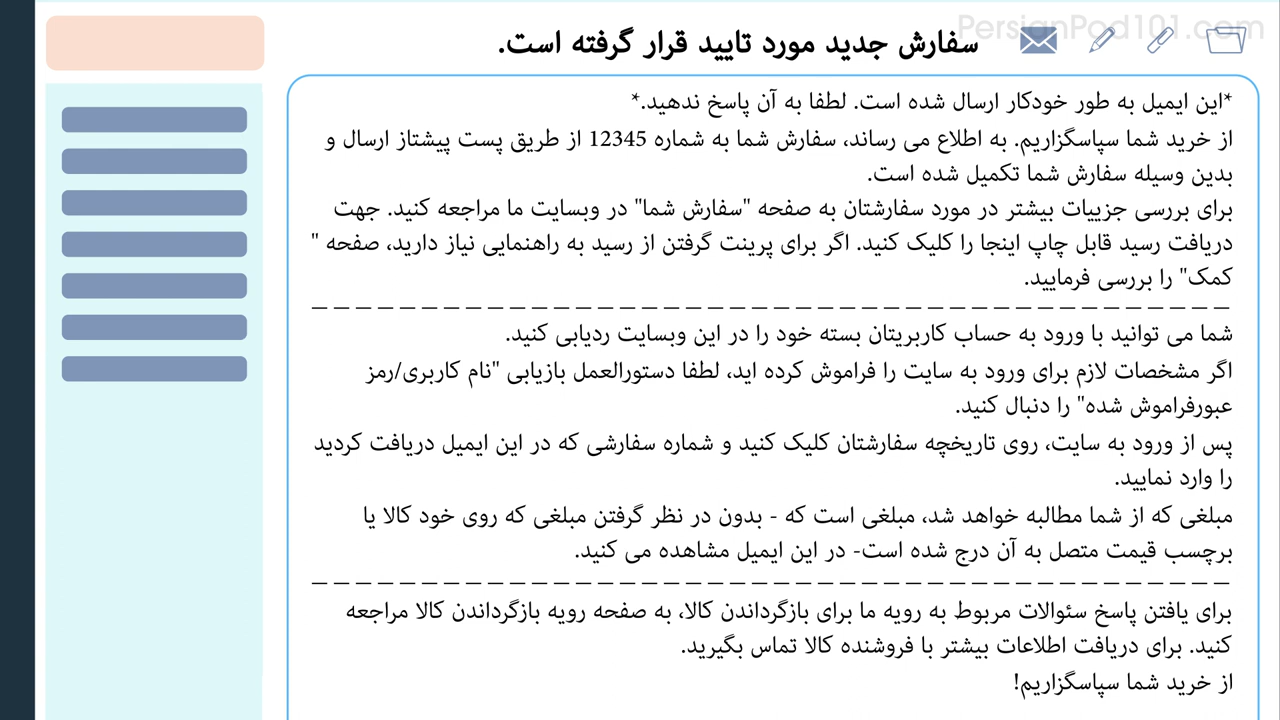 PersianPod101.com
سفارش جدید مورد تایید قرار گرفته است.
*این ایمیل به طور خودکار ارسال شده است. لطفا به آن پاسخ ندهید.*
از خرید شما سپاسگزاریم. به اطلاع می رساند، سفارش شما به شماره 12345 از طریق پست پیشتاز ارسال و
بدین وسیله سفارش شما تکمیل شده است.
برای بررسی جزییات بیشتر در مورد سفارشتان به صفحه "سفارش شما" در وبسایت ما مراجعه کنید. جهت
دریافت رسید قابل چاپ اینجا را کلیک کنید. اگر برای پرینت گرفتن از رسید به راهنمایی نیاز دارید، صفحه "
کمک" را بررسی فرمایید.
شما می توانید با ورود به حساب کاربریتان بسته خود را در این وبسایت ردیابی کنید.
اگر مشخصات لازم برای ورود به سایت را فراموش کرده اید، لطفا دستورالعمل بازیابی "نام کاربری/رمز
عبورفراموش شده" را دنبال کنید.
پس از ورود به سایت، روی تاریخچه سفارشتان کلیک کنید و شماره سفارشی که در این ایمیل دریافت کردید
را وارد نمایید.
مبلغی که از شما مطالبه خواهد شد، مبلغی است که - بدون در نظر گرفتن مبلغی که روی خود کالا یا
برچسب قیمت متصل به آن درج شده است- در این ایمیل مشاهده می کنید.
برای یافتن پاسخ سئوالات مربوط به رویه ما برای بازگرداندن کالا، به صفحه رویه بازگرداندن کالا مراجعه
کنید. برای دریافت اطلاعات بیشتر با فروشنده کالا تماس بگیرید.
از خرید شما سپاسگزاریم!